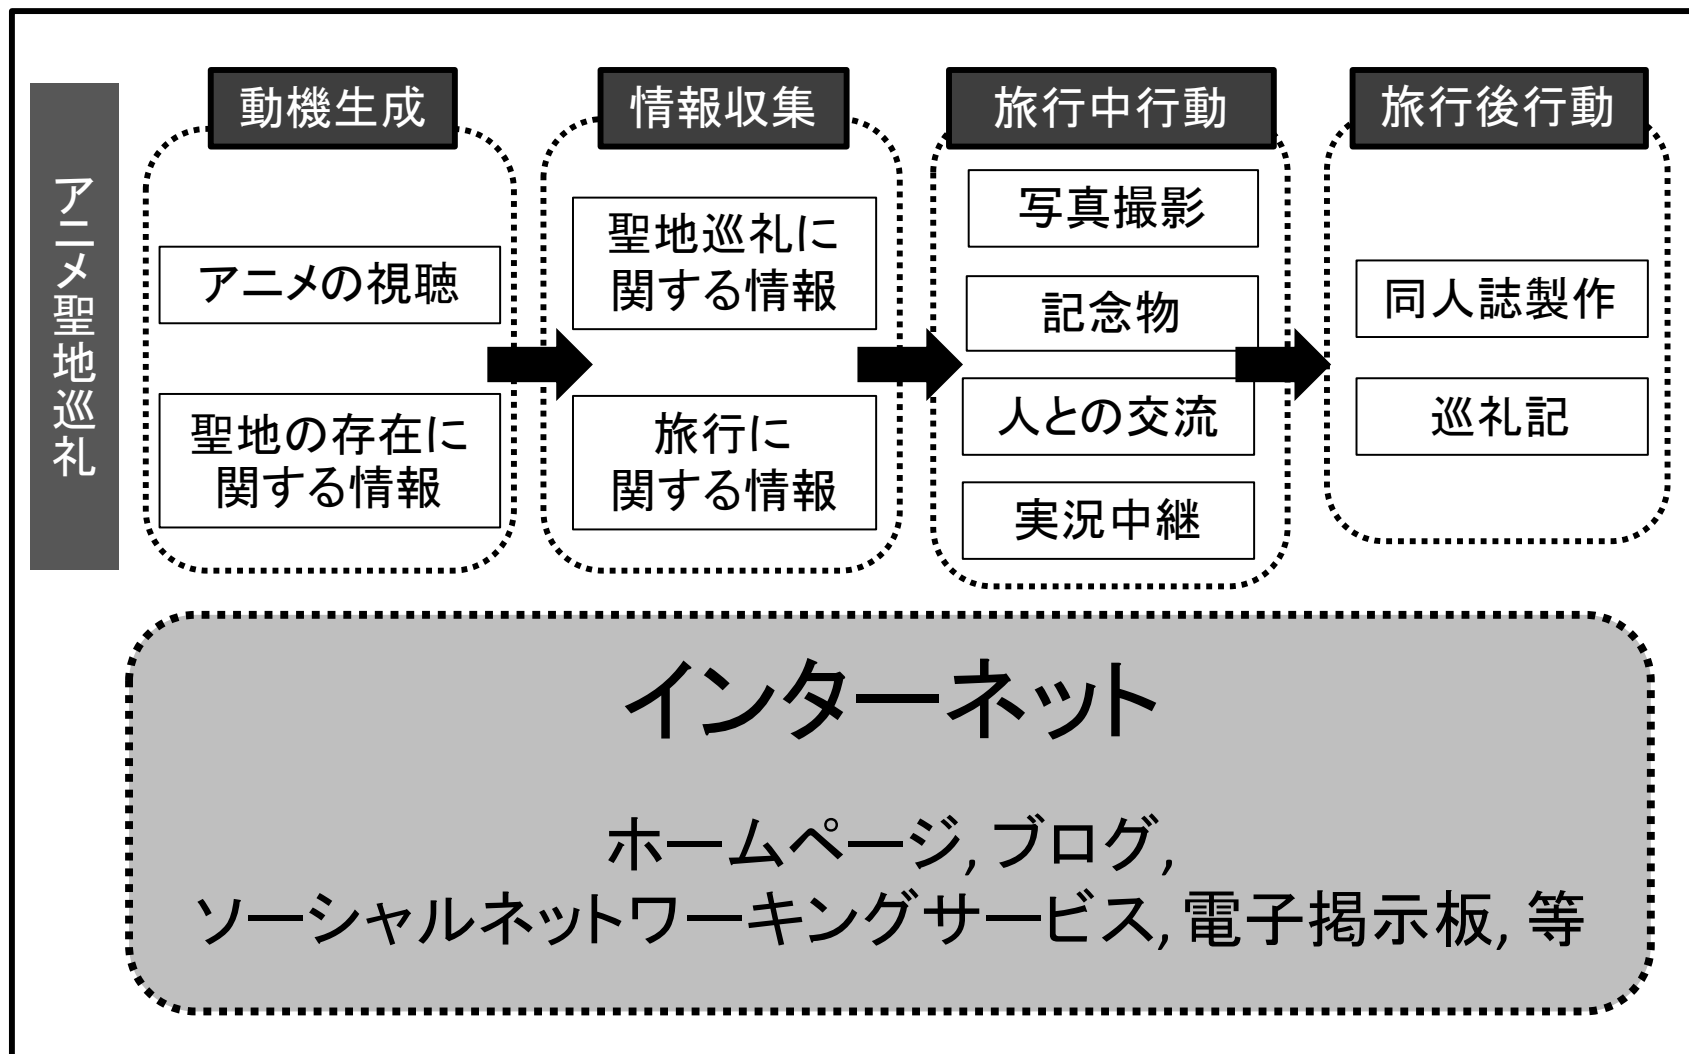 アニメ聖地巡礼
動機生成
アニメの視聴
聖地の存在に
関する情報
情報収集
聖地巡礼に
関する情報
旅行に
関する情報
旅行中行動
写真撮影
記念物
人との交流
実況中継
旅行後行動
同人誌製作
巡礼記
インターネット
ホームページ, ブログ,
ソーシャルネットワーキングサービス, 電子掲示板, 等